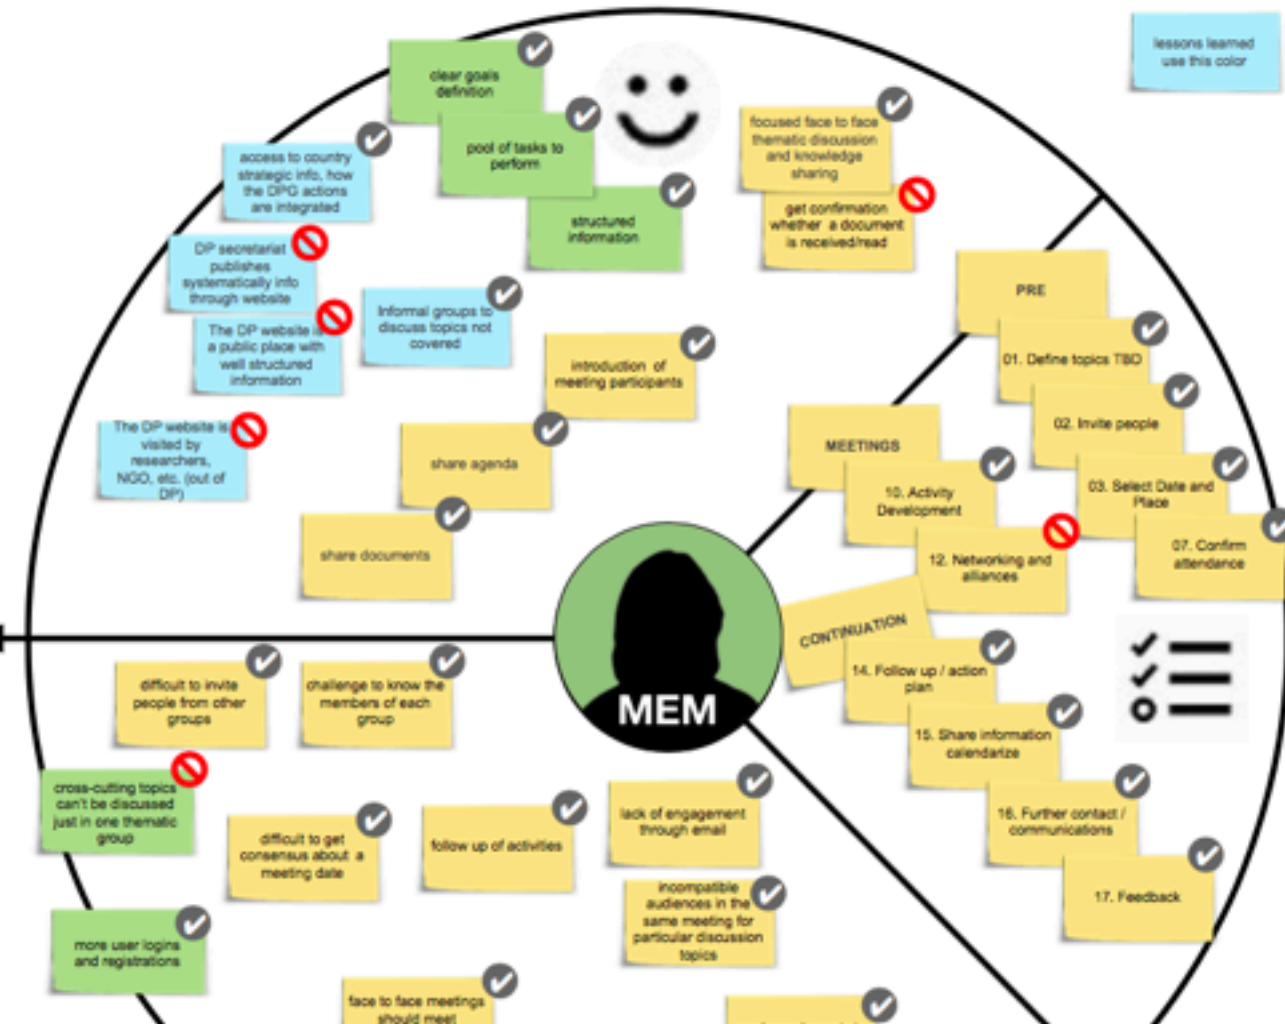 lessons learned
use this color
clear goals
definition
pool of tasks to
perform
structured
information
focused face to face
thematic discussion
and knowledge
sharing
get confirmation
whether a document
is received/read
access to country
strategic info, how
the DPG actions
are integrated
DP secretariat
publishes
systematically info
through website
The DP website is
a public place with
well structured
information
Informal groups to
discuss topics not
covered
The DP website is
visited by
researchers,
NGO, etc. (out of
DP)
introduction of
meeting participants
share agenda
share documents
PRE
01. Define topics TBD
02. Invite people
03. Select Date and
Place
07. Confirm
attendance
MEETINGS
10. Activity
Development
12. Networking and
alliances
CONTINUATION
14. Follow up / action
plan
15. Share information
calendarize
16. Further contact /
communications
17. Feedback
MEM
difficult to invite
people from other
groups
challenge to know the
members of each
group
cross-cutting topics
can't be discussed
just in one thematic
group
difficult to get
consensus about a
meeting date
follow up of activities
lack of engagement
through email
incompatible
audiences in the
same meeting for
particular discussion
topics
more user logins
and registrations
face to face meetings
should meet